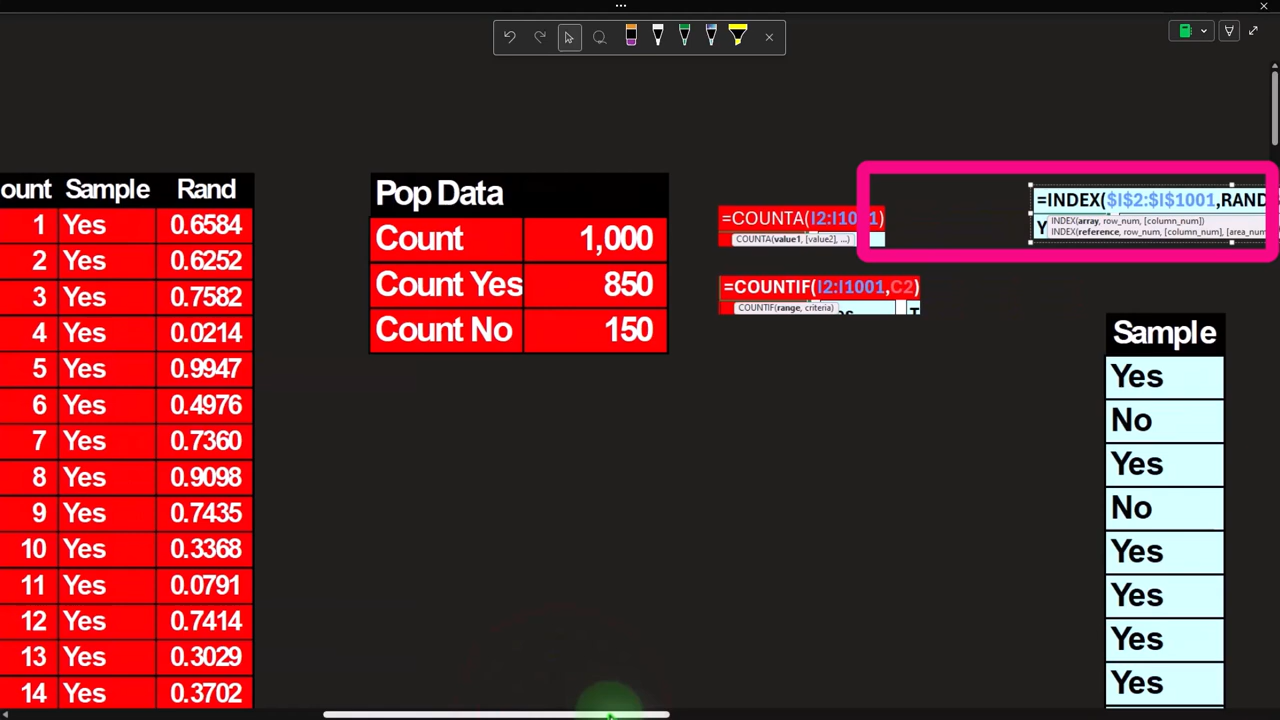 ount Sample Rand
1 Yes 0.6584
2 Yes 0.6252
3 Yes 0.7582
4 Yes 0.0214
5 Yes 0.9947
6 Yes 0.4976
7 Yes 0.7360
8 Yes 0.9098
9 Yes 0.7435
10 Yes 0.3368
11 Yes 0.0791
12 Yes 0.7414
13 Yes 0.3029
14 Yes 0.3702
Pop Data
Count 1,000
Count Yes 850
Count No 150
=COUNTA(I2:I1001)
COUNTA(value1, [value2], ...)
=COUNTIF(I2:I1001,C2)
COUNTIF(range, criteria)
=INDEX($I$2:$I$1001,RAND
INDEX(array, row_num, [column_num])
Y INDEX(reference, row_num, [column_num], [area_num
Sample
Yes
No
Yes
No
Yes
Yes
Yes
Yes